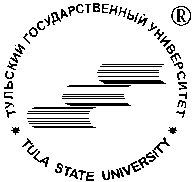 ТУЛЬСКИЙ ГОСУДАРСТВЕННЫЙ УНИВЕРСИТЕТ
®
* TULA STATE UNIVERSITY *